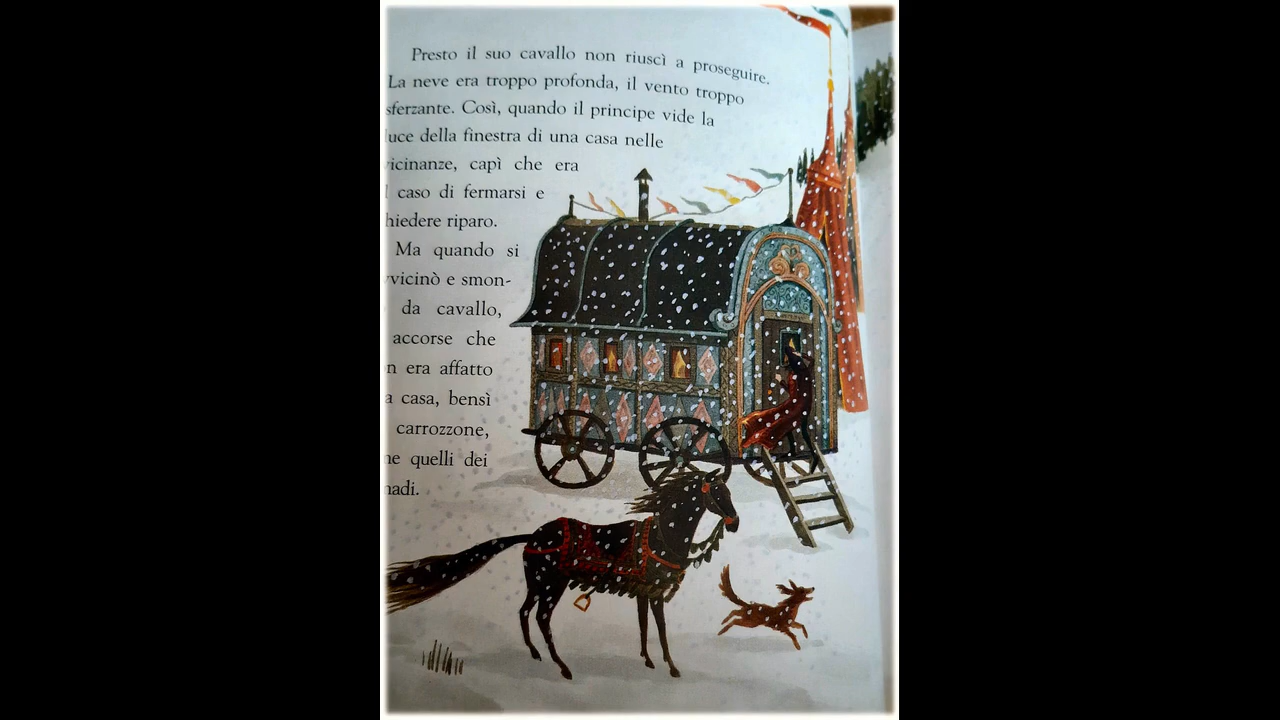 Presto il suo cavallo non riuscì a proseguire.
La neve era troppo profonda, il vento troppo
sferzante. Così, quando il principe vide la
luce della finestra di una casa nelle
vicinanze, capì che era
l caso di fermarsi e
hiedere riparo.
Ma quando si
vvicinò e smon-
da cavallo,
accorse che
n era affatto
a casa, bensì
carrozzone,
me quelli dei
madi.